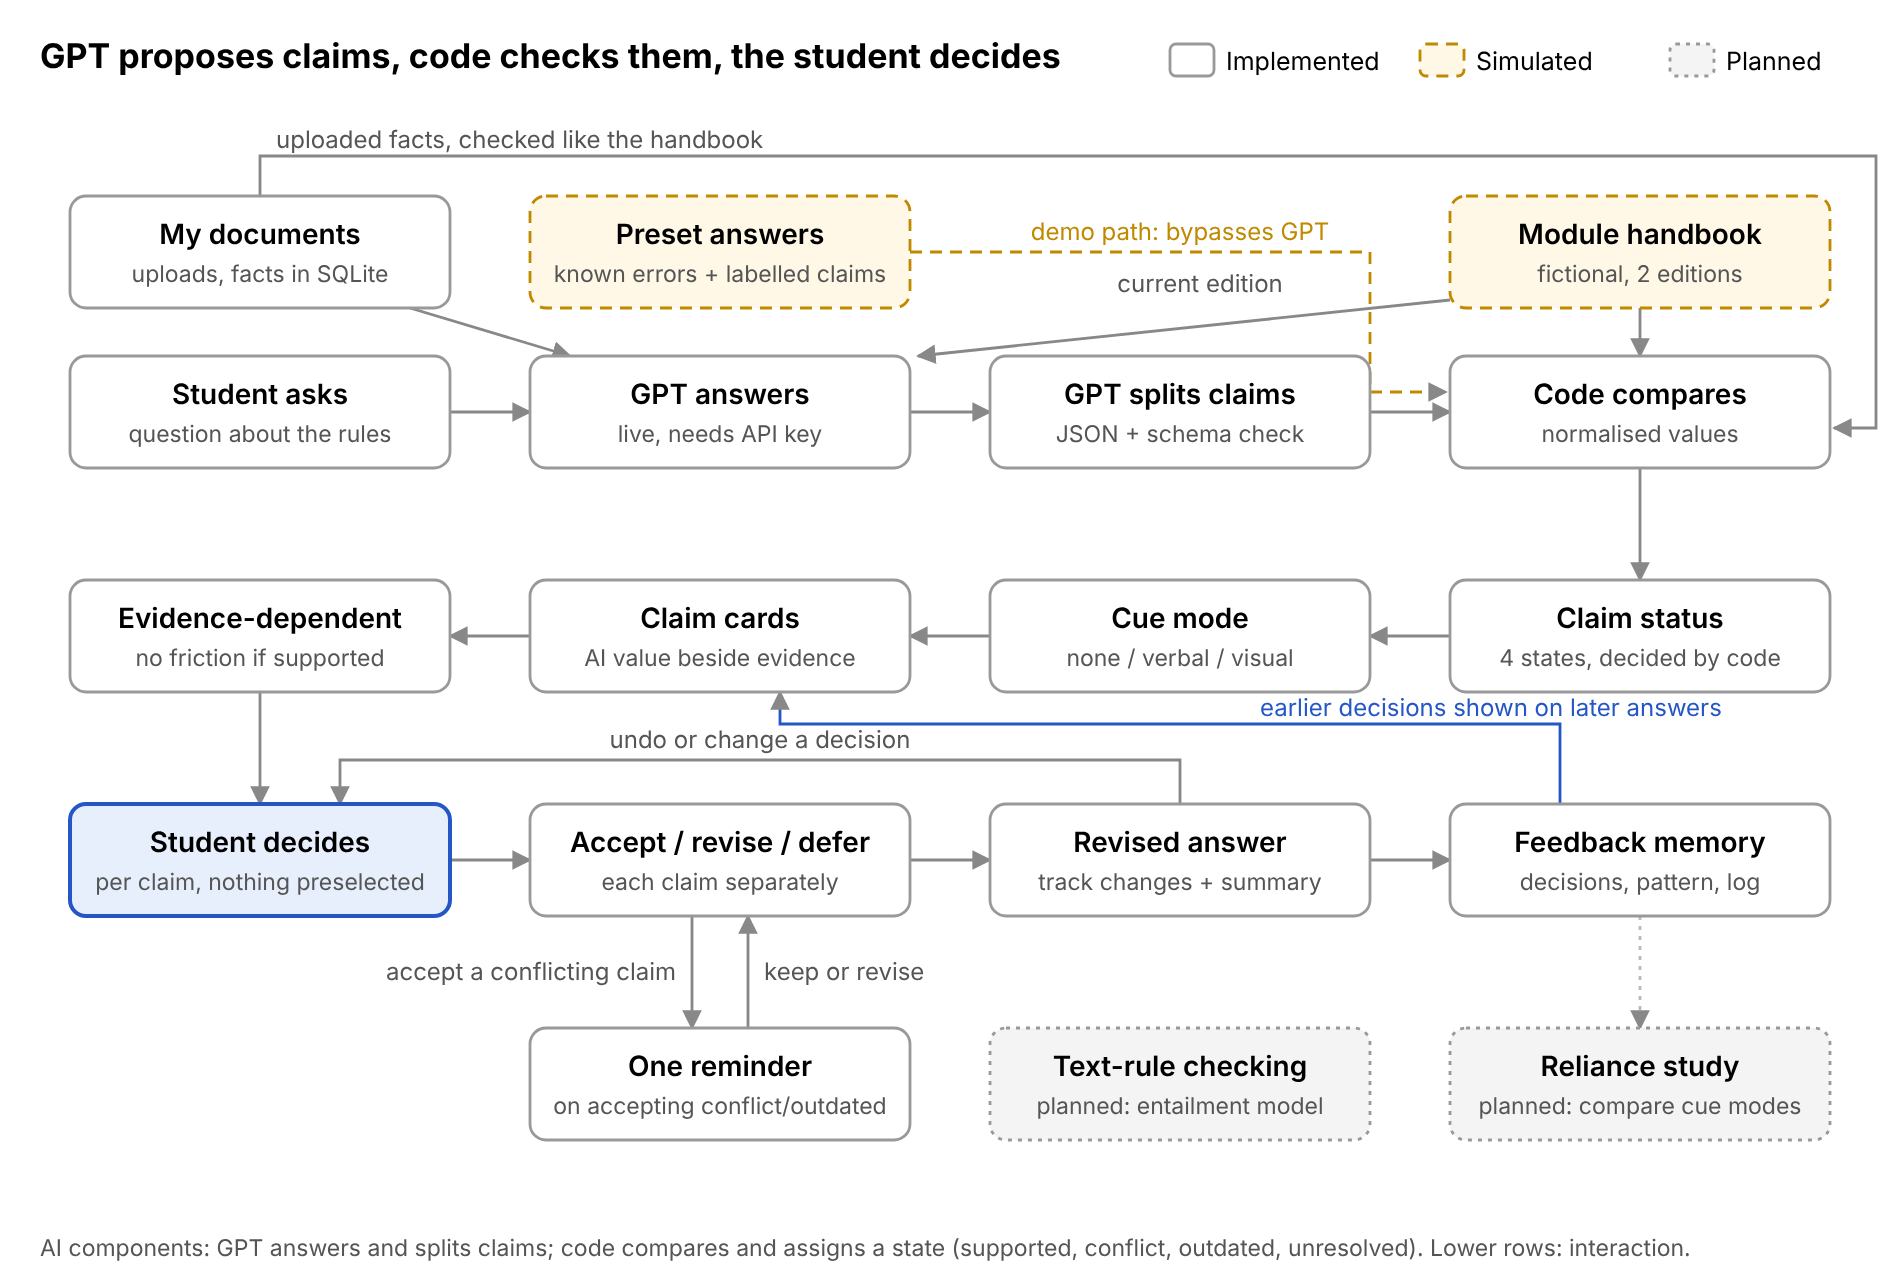 GPT proposes claims, code checks them, the student decides
Implemented
Simulated
Planned
uploaded facts, checked like the handbook
My documents
uploads, facts in SQLite
Preset answers
known errors + labelled claims
demo path: bypasses GPT
current edition
Module handbook
fictional, 2 editions
Student asks
question about the rules
GPT answers
live, needs API key
GPT splits claims
JSON + schema check
Code compares
normalised values
Evidence-dependent
no friction if supported
Claim cards
AI value beside evidence
Cue mode
none / verbal / visual
Claim status
4 states, decided by code
earlier decisions shown on later answers
undo or change a decision
Student decides
per claim, nothing preselected
Accept / revise / defer
each claim separately
Revised answer
track changes + summary
Feedback memory
decisions, pattern, log
accept a conflicting claim
keep or revise
One reminder
on accepting conflict/outdated
Text-rule checking
planned: entailment model
Reliance study
planned: compare cue modes
AI components: GPT answers and splits claims; code compares and assigns a state (supported, conflict, outdated, unresolved). Lower rows: interaction.